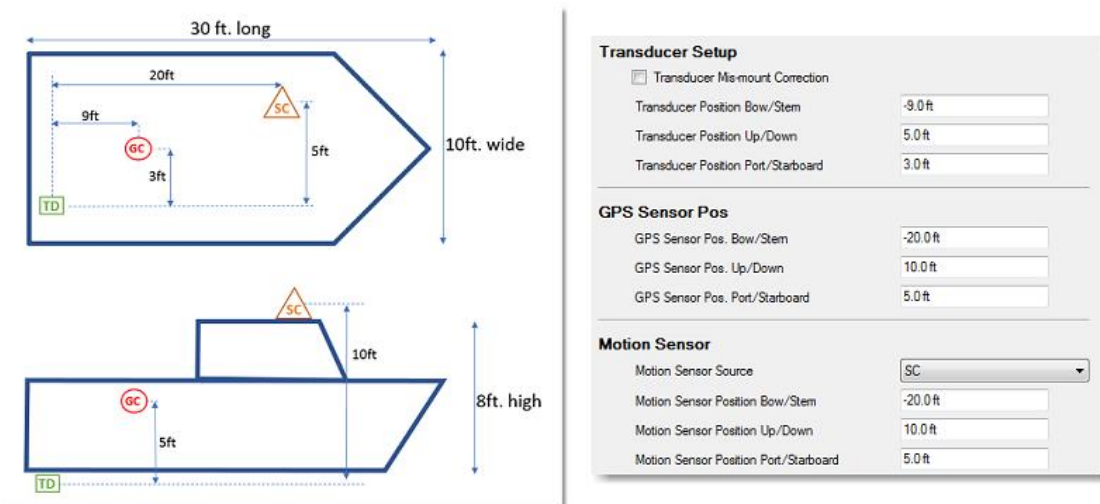 30 ft. long
20ft
SC
9ft
GC
5ft
10ft. wide
3ft
TD
SC
10ft
GC
8ft. high
5ft
TD
Transducer Setup
Transducer Mis-mount Correction
Transducer Position Bow/Stern -9.0 ft
Transducer Position Up/Down 5.0 ft
Transducer Position Port/Starboard 3.0 ft
GPS Sensor Pos
GPS Sensor Pos. Bow/Stern -20.0 ft
GPS Sensor Pos. Up/Down 10.0 ft
GPS Sensor Pos. Port/Starboard 5.0 ft
Motion Sensor
Motion Sensor Source SC
Motion Sensor Position Bow/Stern -20.0 ft
Motion Sensor Position Up/Down 10.0 ft
Motion Sensor Position Port/Starboard 5.0 ft